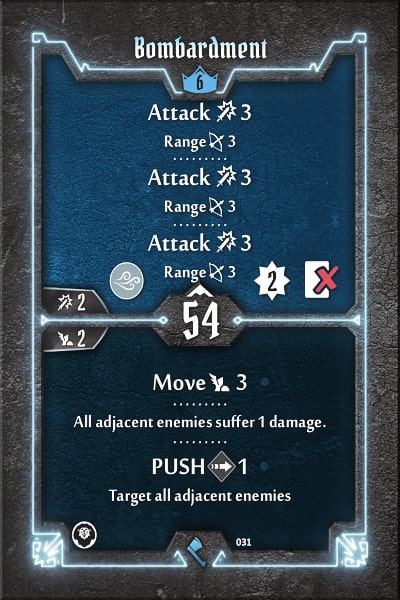 Bombardment
6
Attack 3
Range 3
Attack 3
Range 3
Attack 3
Range 3
2
2
54
2
Move 3
All adjacent enemies suffer 1 damage.
PUSH 1
Target all adjacent enemies
031